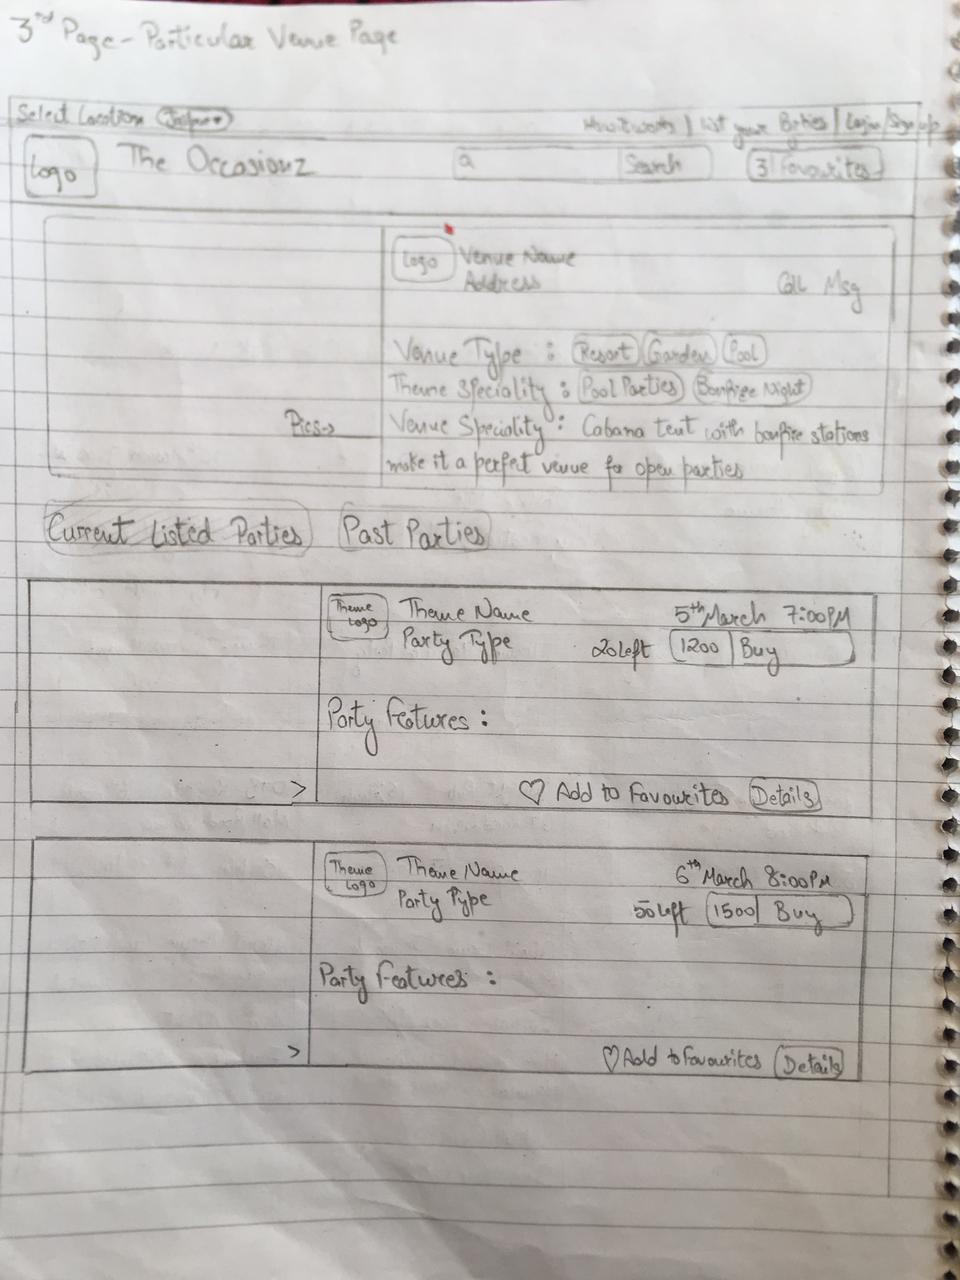 3rd Page - Particular Venue Page
Select Location Jaipur
How it works | List your Parties | Login/Sign up
Logo The Occasionz Search 3 Favourites
Logo Venue Name
Address Call Msg
Venue Type : Resort Garden Pool
Theme Speciality : Pool Parties Bonfire Night
Pics→ Venue Speciality : Cabana tent with bonfire stations
make it a perfect venue for open parties
Current Listed Parties Past Parties
Theme Logo Theme Name 5th March 7:00PM
Party Type 20 Left 1200 Buy
Party Features :
> ♡ Add to Favourites Details
Theme Logo Theme Name 6th March 8:00PM
Party Type 50 Left 1500 Buy
Party Features :
> ♡ Add to Favourites Details